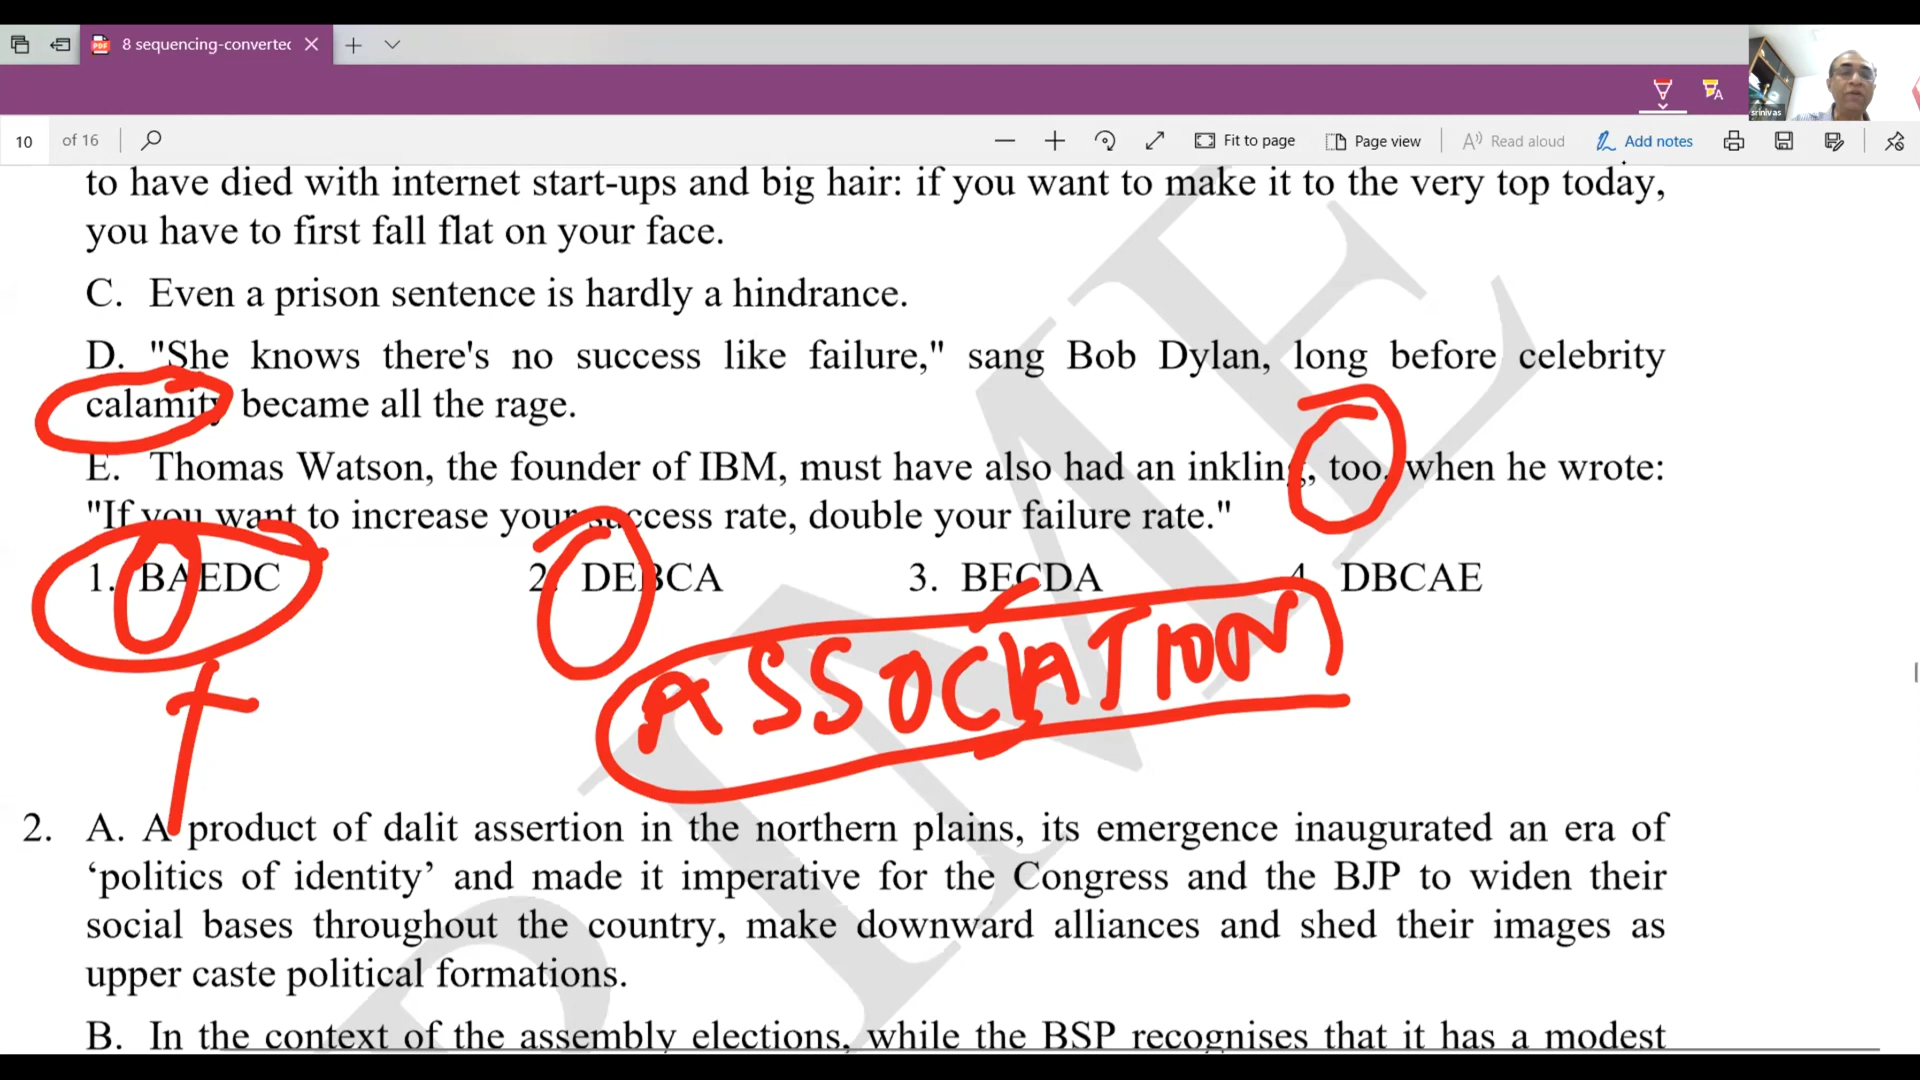 8 sequencing-convertec
srinivas
10 of 16
Fit to page
Page view
Read aloud
Add notes
to have died with internet start-ups and big hair: if you want to make it to the very top today,
you have to first fall flat on your face.
C. Even a prison sentence is hardly a hindrance.
D. "She knows there's no success like failure," sang Bob Dylan, long before celebrity
calamity became all the rage.
E. Thomas Watson, the founder of IBM, must have also had an inkling, too, when he wrote:
"If you want to increase your success rate, double your failure rate."
1. BAEDC 2. DEBCA 3. BECDA 4. DBCAE
ASSOCIATION
2. A. A product of dalit assertion in the northern plains, its emergence inaugurated an era of
‘politics of identity’ and made it imperative for the Congress and the BJP to widen their
social bases throughout the country, make downward alliances and shed their images as
upper caste political formations.
B. In the context of the assembly elections, while the BSP recognises that it has a modest